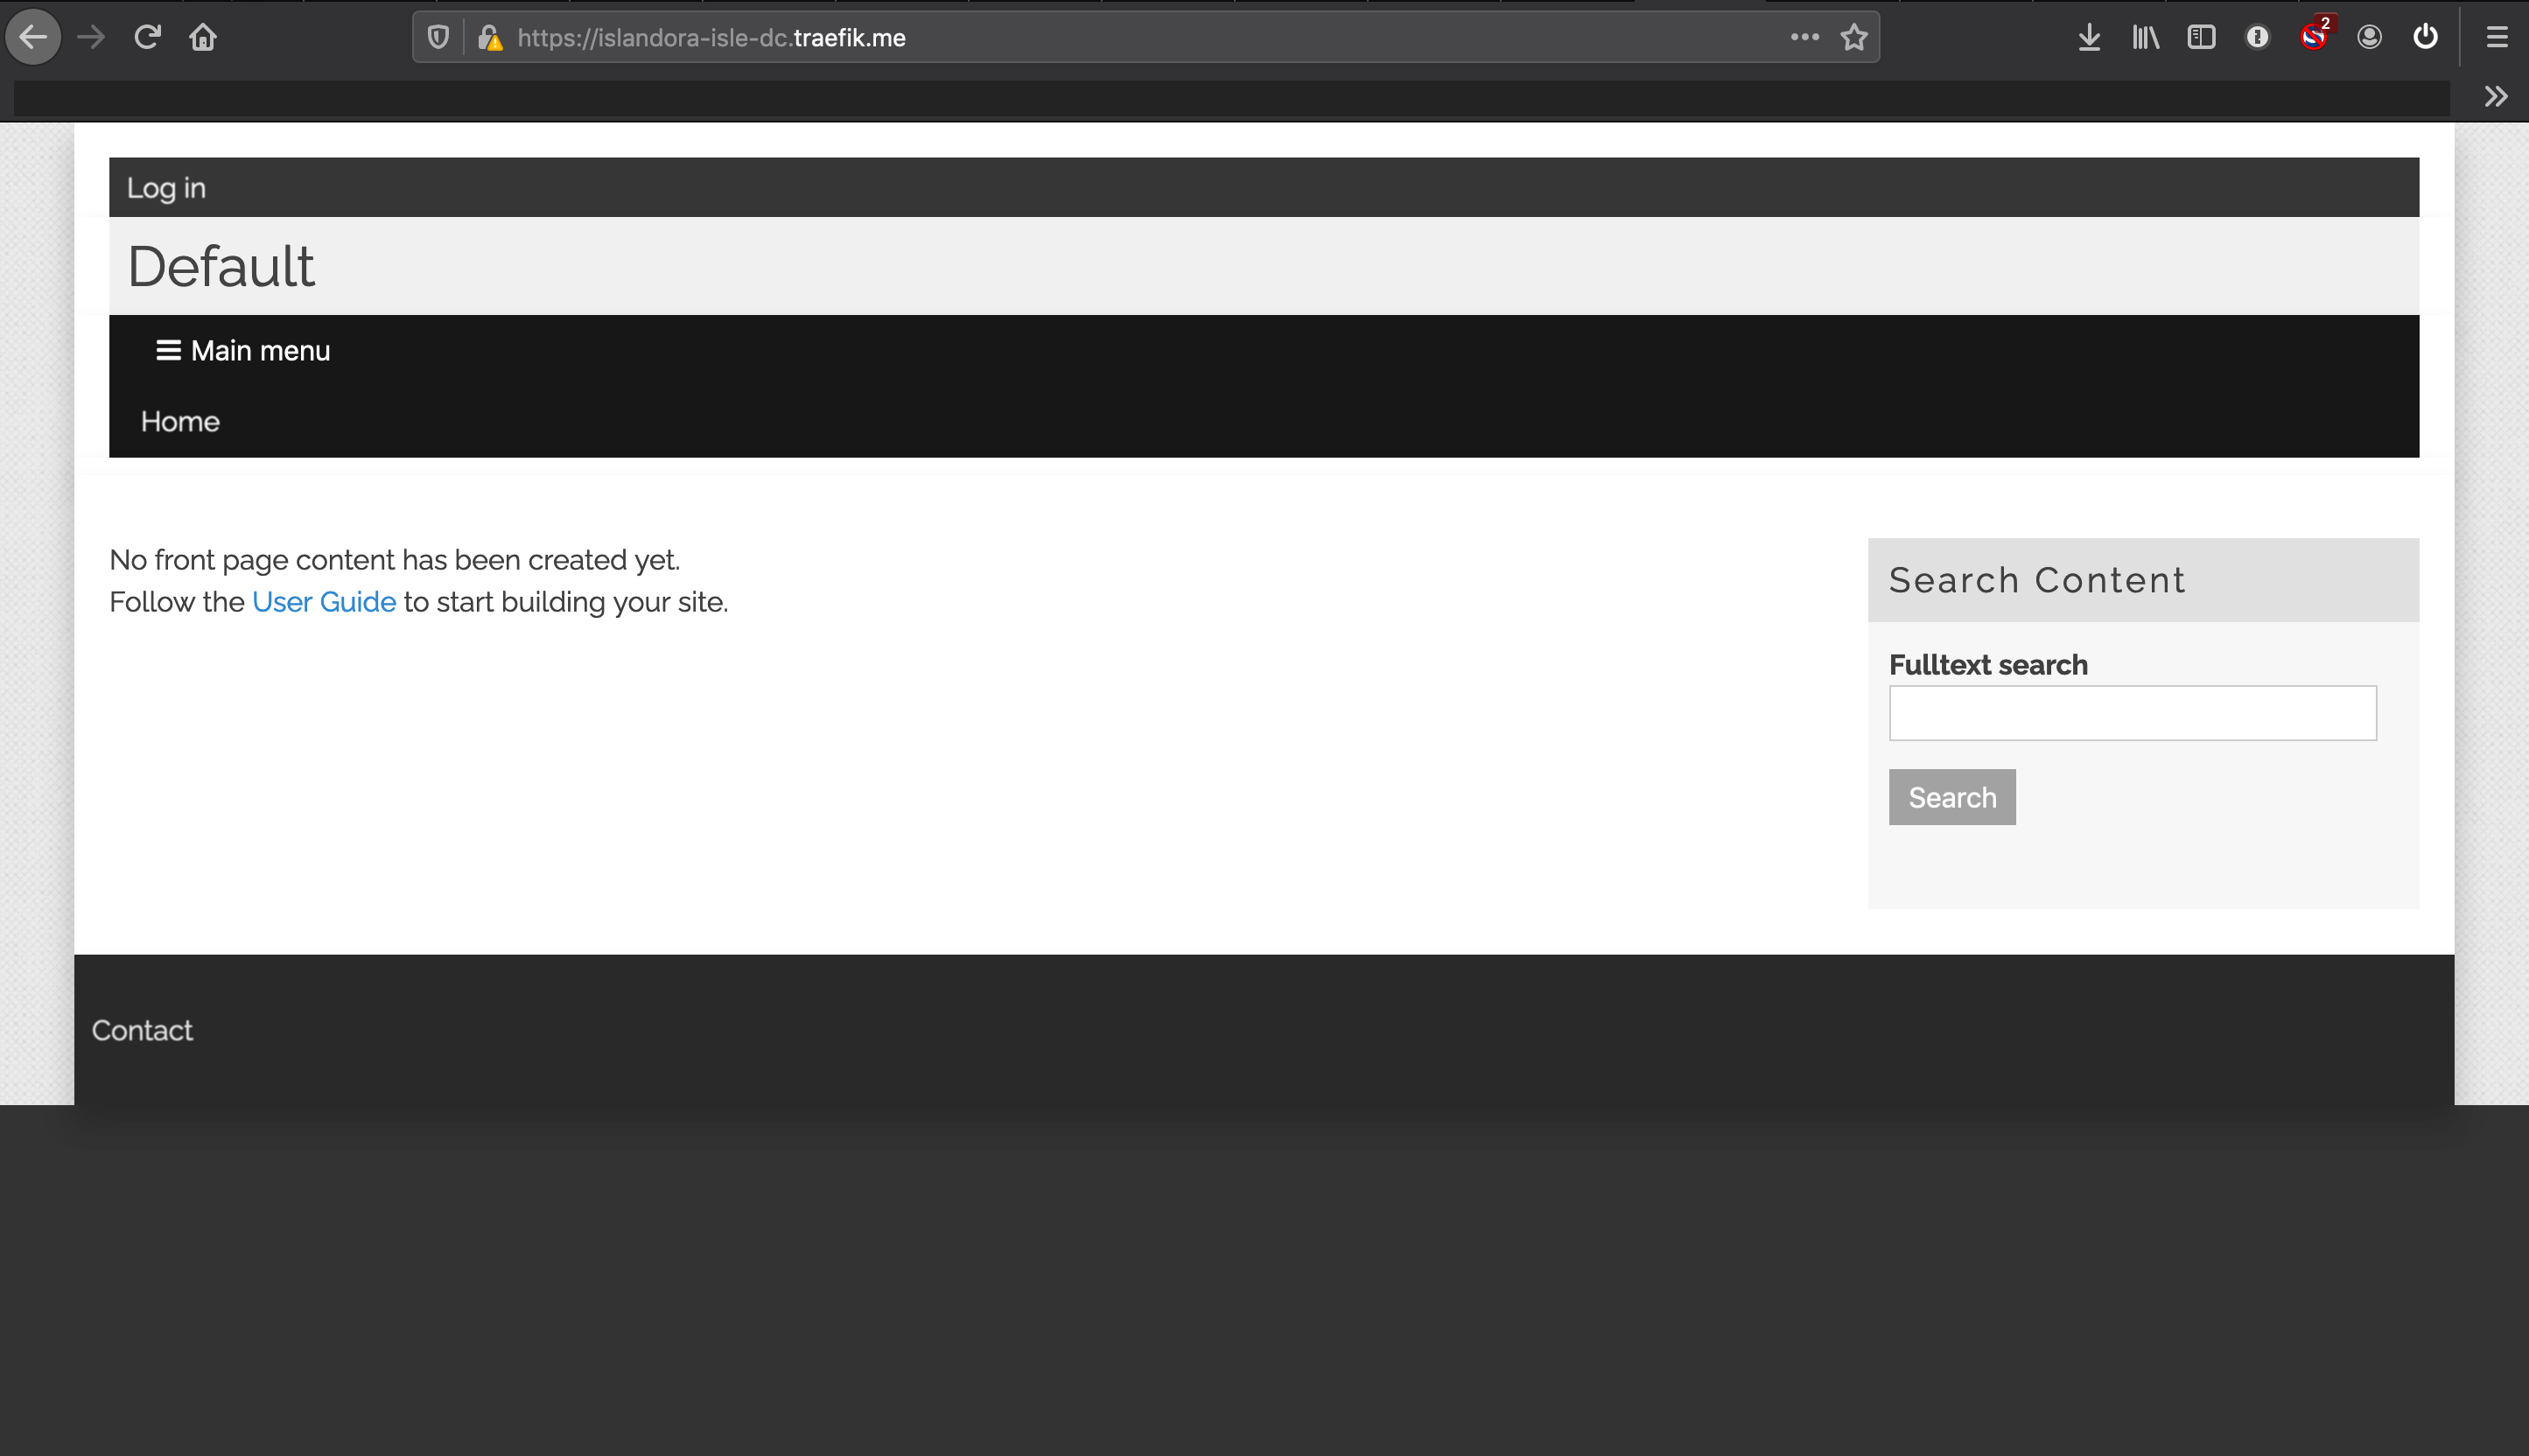 https://islandora-isle-dc.traefik.me
2
Log in
Default
Main menu
Home
No front page content has been created yet.
Follow the User Guide to start building your site.
Search Content
Fulltext search
Search
Contact